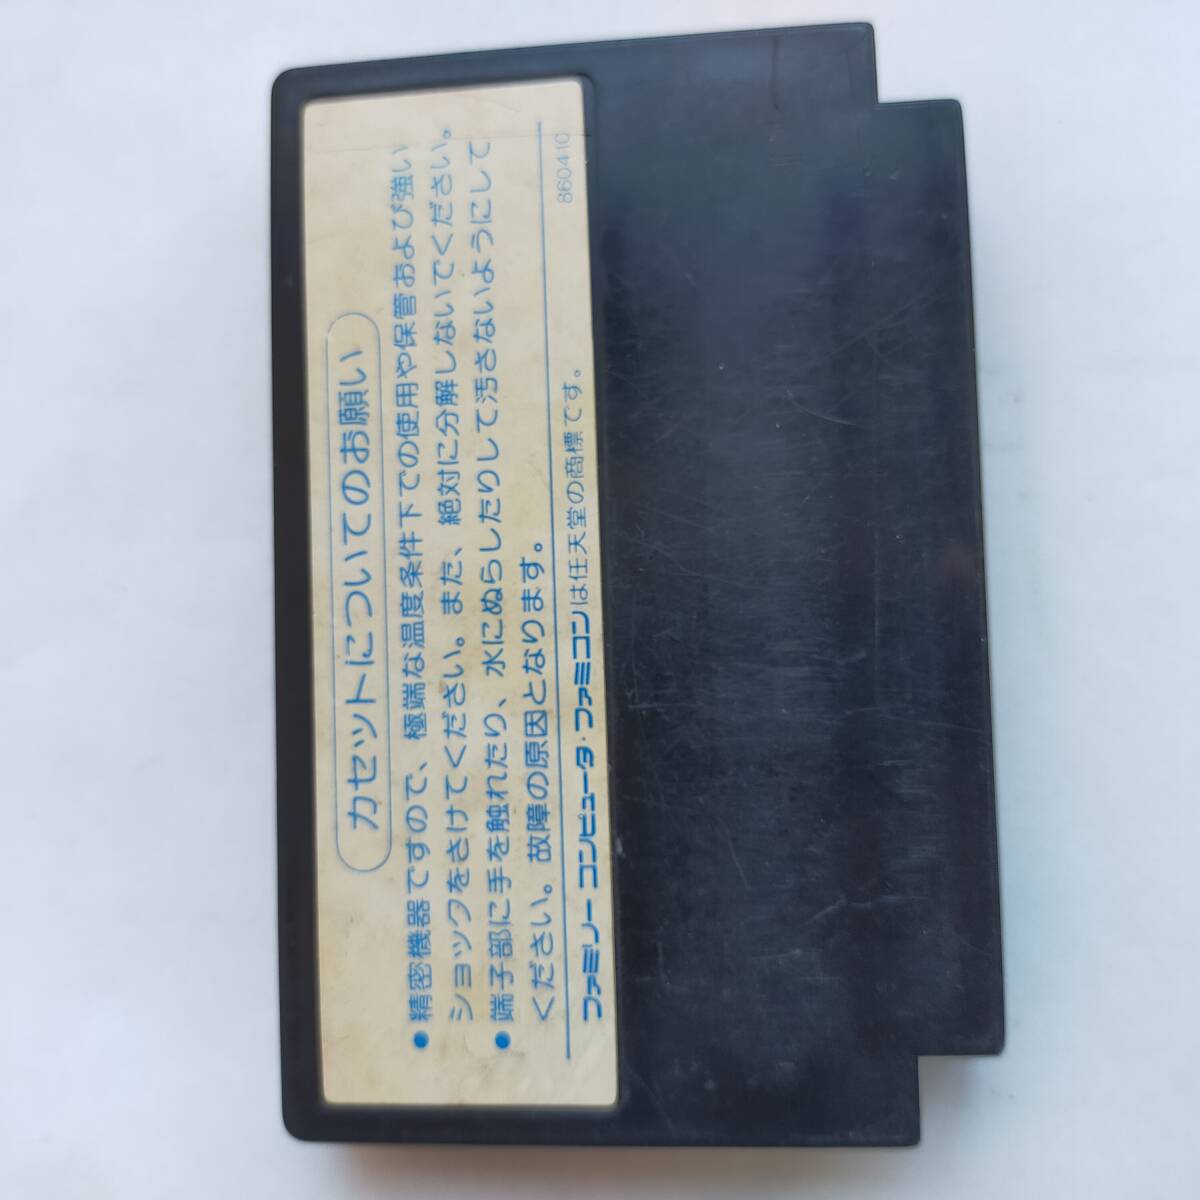 カセットについてのお願い
●精密機器ですので、極端な温度条件下での使用や保管および強い
ショックをさけてください。また、絶対に分解しないでください。
●端子部に手を触れたり、水にぬらしたりして汚さないようにして
ください。故障の原因となります。
ファミリー コンピュータ・ファミコンは任天堂の商標です。
860410